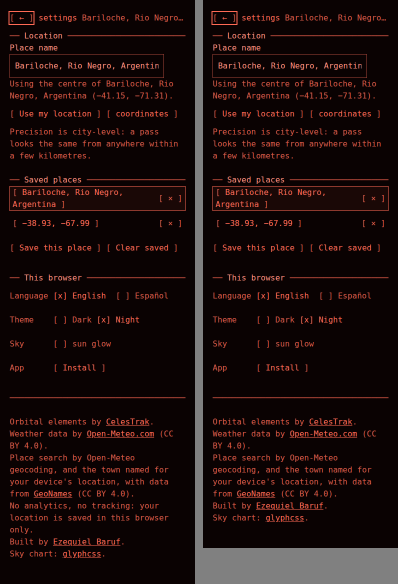 [ ← ] settings Bariloche, Río Negro…
Location
Place name
Bariloche, Río Negro, Argentin
Using the centre of Bariloche, Río
Negro, Argentina (−41.15, −71.31).
[ Use my location ] [ coordinates ]
Precision is city-level: a pass
looks the same from anywhere within
a few kilometres.
Saved places
[ Bariloche, Río Negro,
Argentina ] [ × ]
[ −38.93, −67.99 ] [ × ]
[ Save this place ] [ Clear saved ]
This browser
Language [x] English [ ] Español
Theme [ ] Dark [x] Night
Sky [ ] sun glow
App [ Install ]
Orbital elements by CelesTrak.
Weather data by Open-Meteo.com (CC
BY 4.0).
Place search by Open-Meteo
geocoding, and the town named for
your device's location, with data
from GeoNames (CC BY 4.0).
No analytics, no tracking: your
location is saved in this browser
only.
Built by Ezequiel Baruf.
Sky chart: glyphcss.
[ ← ] settings Bariloche, Río Negro…
Location
Place name
Bariloche, Río Negro, Argentin
Using the centre of Bariloche, Río
Negro, Argentina (−41.15, −71.31).
[ Use my location ] [ coordinates ]
Precision is city-level: a pass
looks the same from anywhere within
a few kilometres.
Saved places
[ Bariloche, Río Negro,
Argentina ] [ × ]
[ −38.93, −67.99 ] [ × ]
[ Save this place ] [ Clear saved ]
This browser
Language [x] English [ ] Español
Theme [ ] Dark [x] Night
Sky [ ] sun glow
App [ Install ]
Orbital elements by CelesTrak.
Weather data by Open-Meteo.com (CC
BY 4.0).
Place search by Open-Meteo
geocoding, and the town named for
your device's location, with data
from GeoNames (CC BY 4.0).
Built by Ezequiel Baruf.
Sky chart: glyphcss.